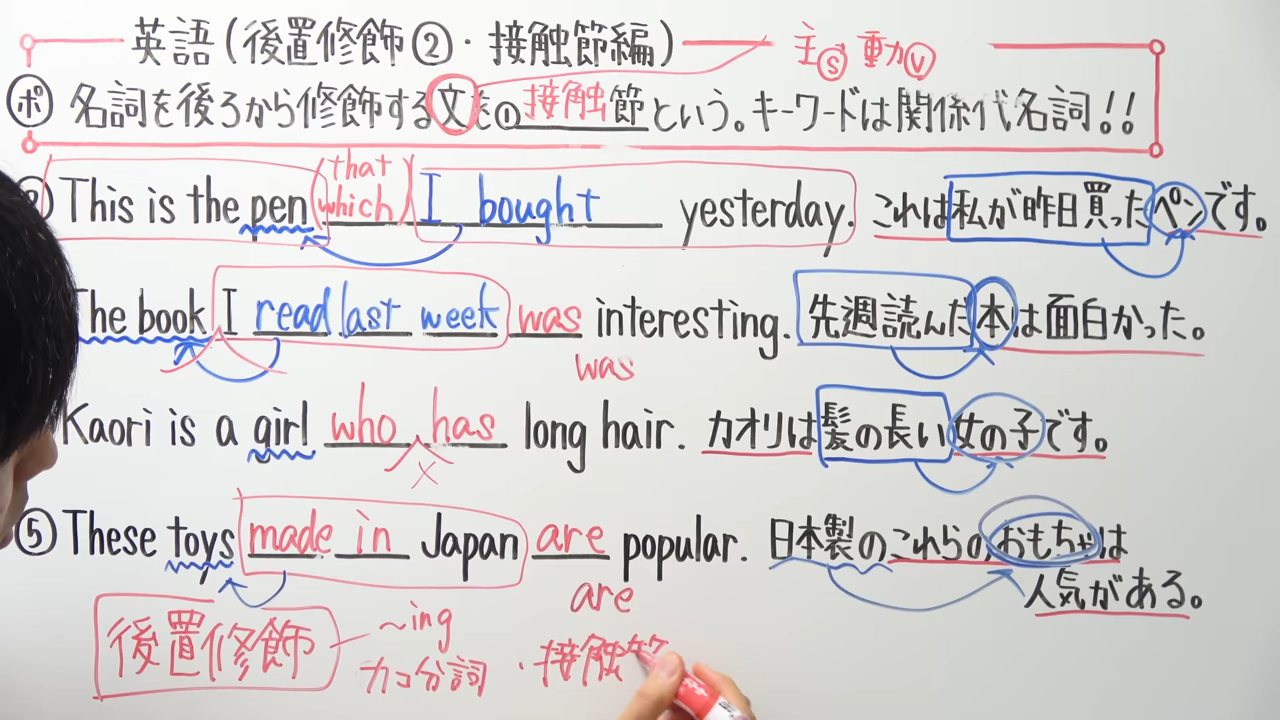 英語(後置修飾②・接触節編) 主Ⓢ 動Ⓥ
ポ 名詞を後ろから修飾する文を①接触節という。キーワードは関係代名詞!!
that
This is the pen (which) I bought yesterday. これは私が昨日買ったペンです。
The book I read last week was interesting. 先週読んだ本は面白かった。
was
Kaori is a girl who has long hair. カオリは髪の長い女の子です。
×
⑤These toys made in Japan are popular. 日本製のこれらのおもちゃは
人気がある。
are
後置修飾 ~ing
カコ分詞 ・接触